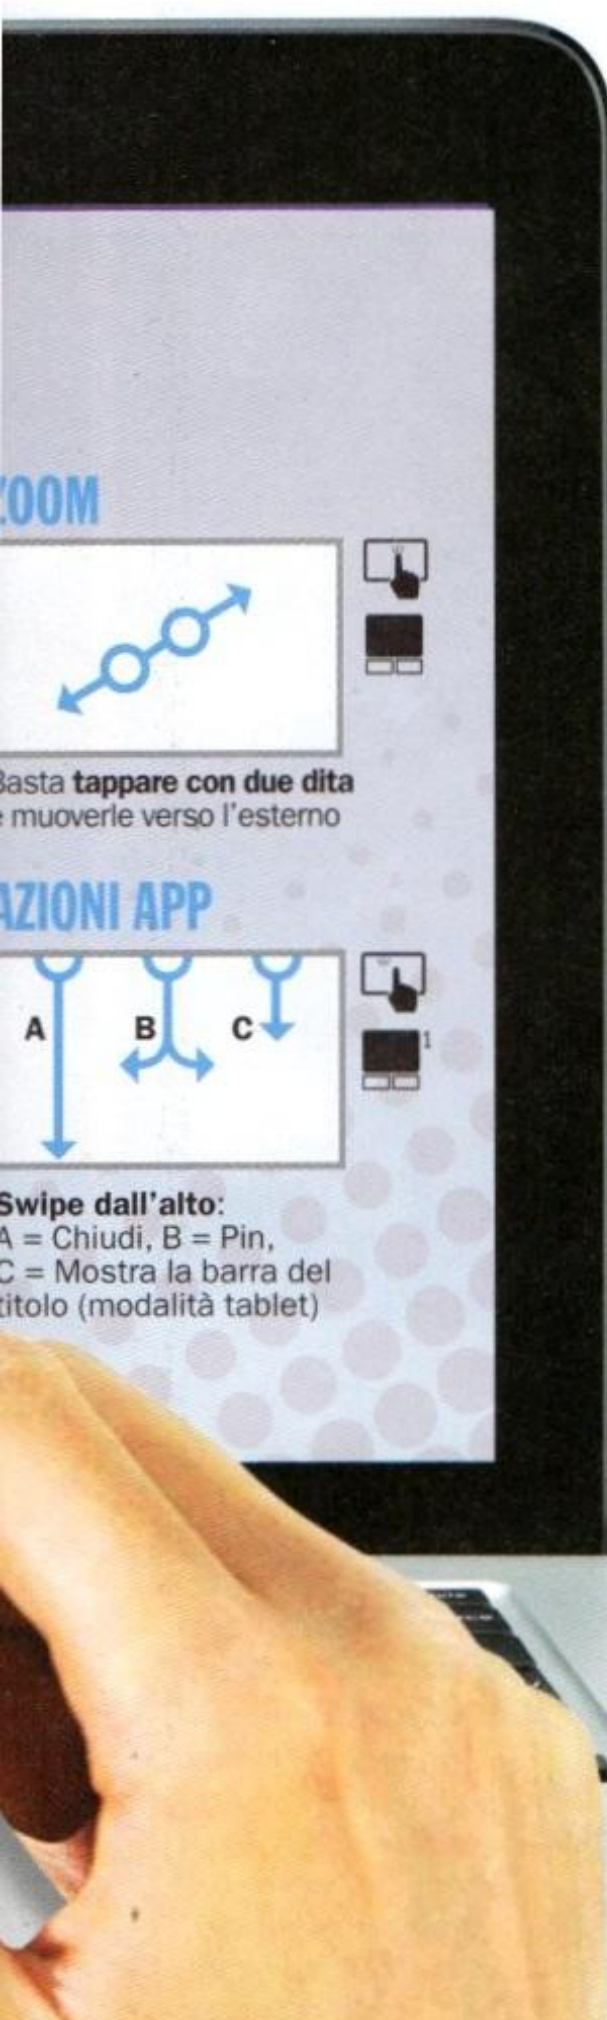 ZOOM
Basta tappare con due dita
e muoverle verso l'esterno
AZIONI APP
A
B
C
1
Swipe dall'alto:
A = Chiudi, B = Pin,
C = Mostra la barra del
titolo (modalità tablet)